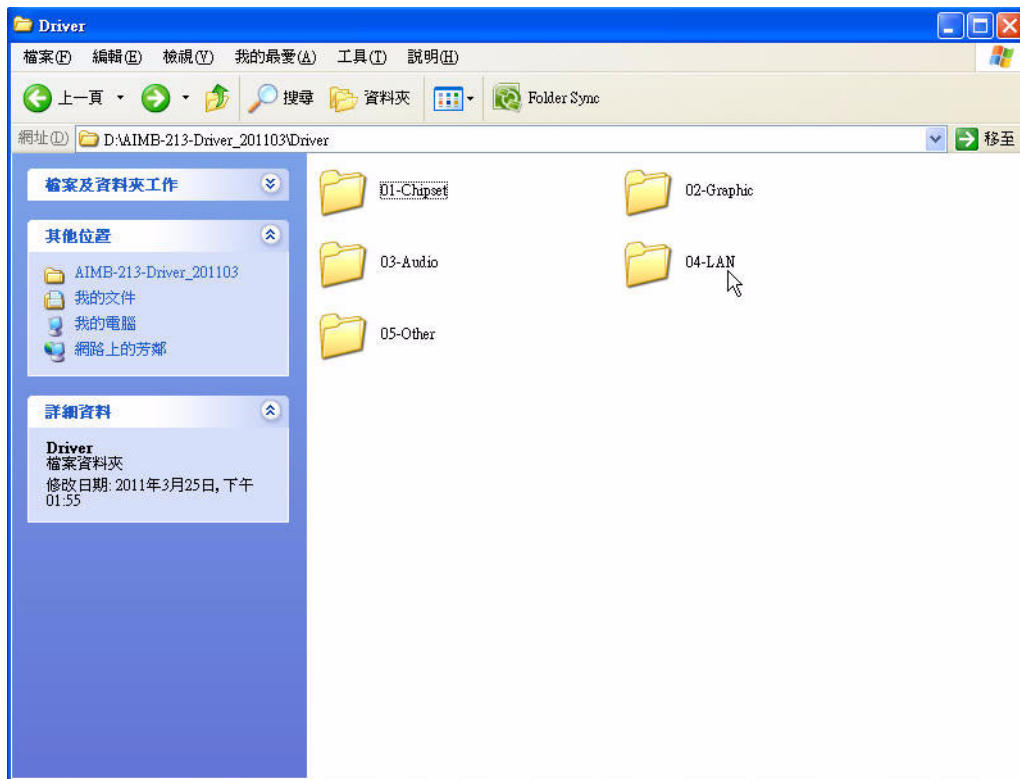 Driver
檔案(F) 編輯(E) 檢視(V) 我的最愛(A) 工具(T) 說明(H)
上一頁 搜尋 資料夾 Folder Sync
網址(D) D:\AIMB-213-Driver_201103\Driver 移至
檔案及資料夾工作
其他位置
AIMB-213-Driver_201103
我的文件
我的電腦
網路上的芳鄰
詳細資料
Driver
檔案資料夾
修改日期: 2011年3月25日, 下午
01:55
01-Chipset
02-Graphic
03-Audio
04-LAN
05-Other